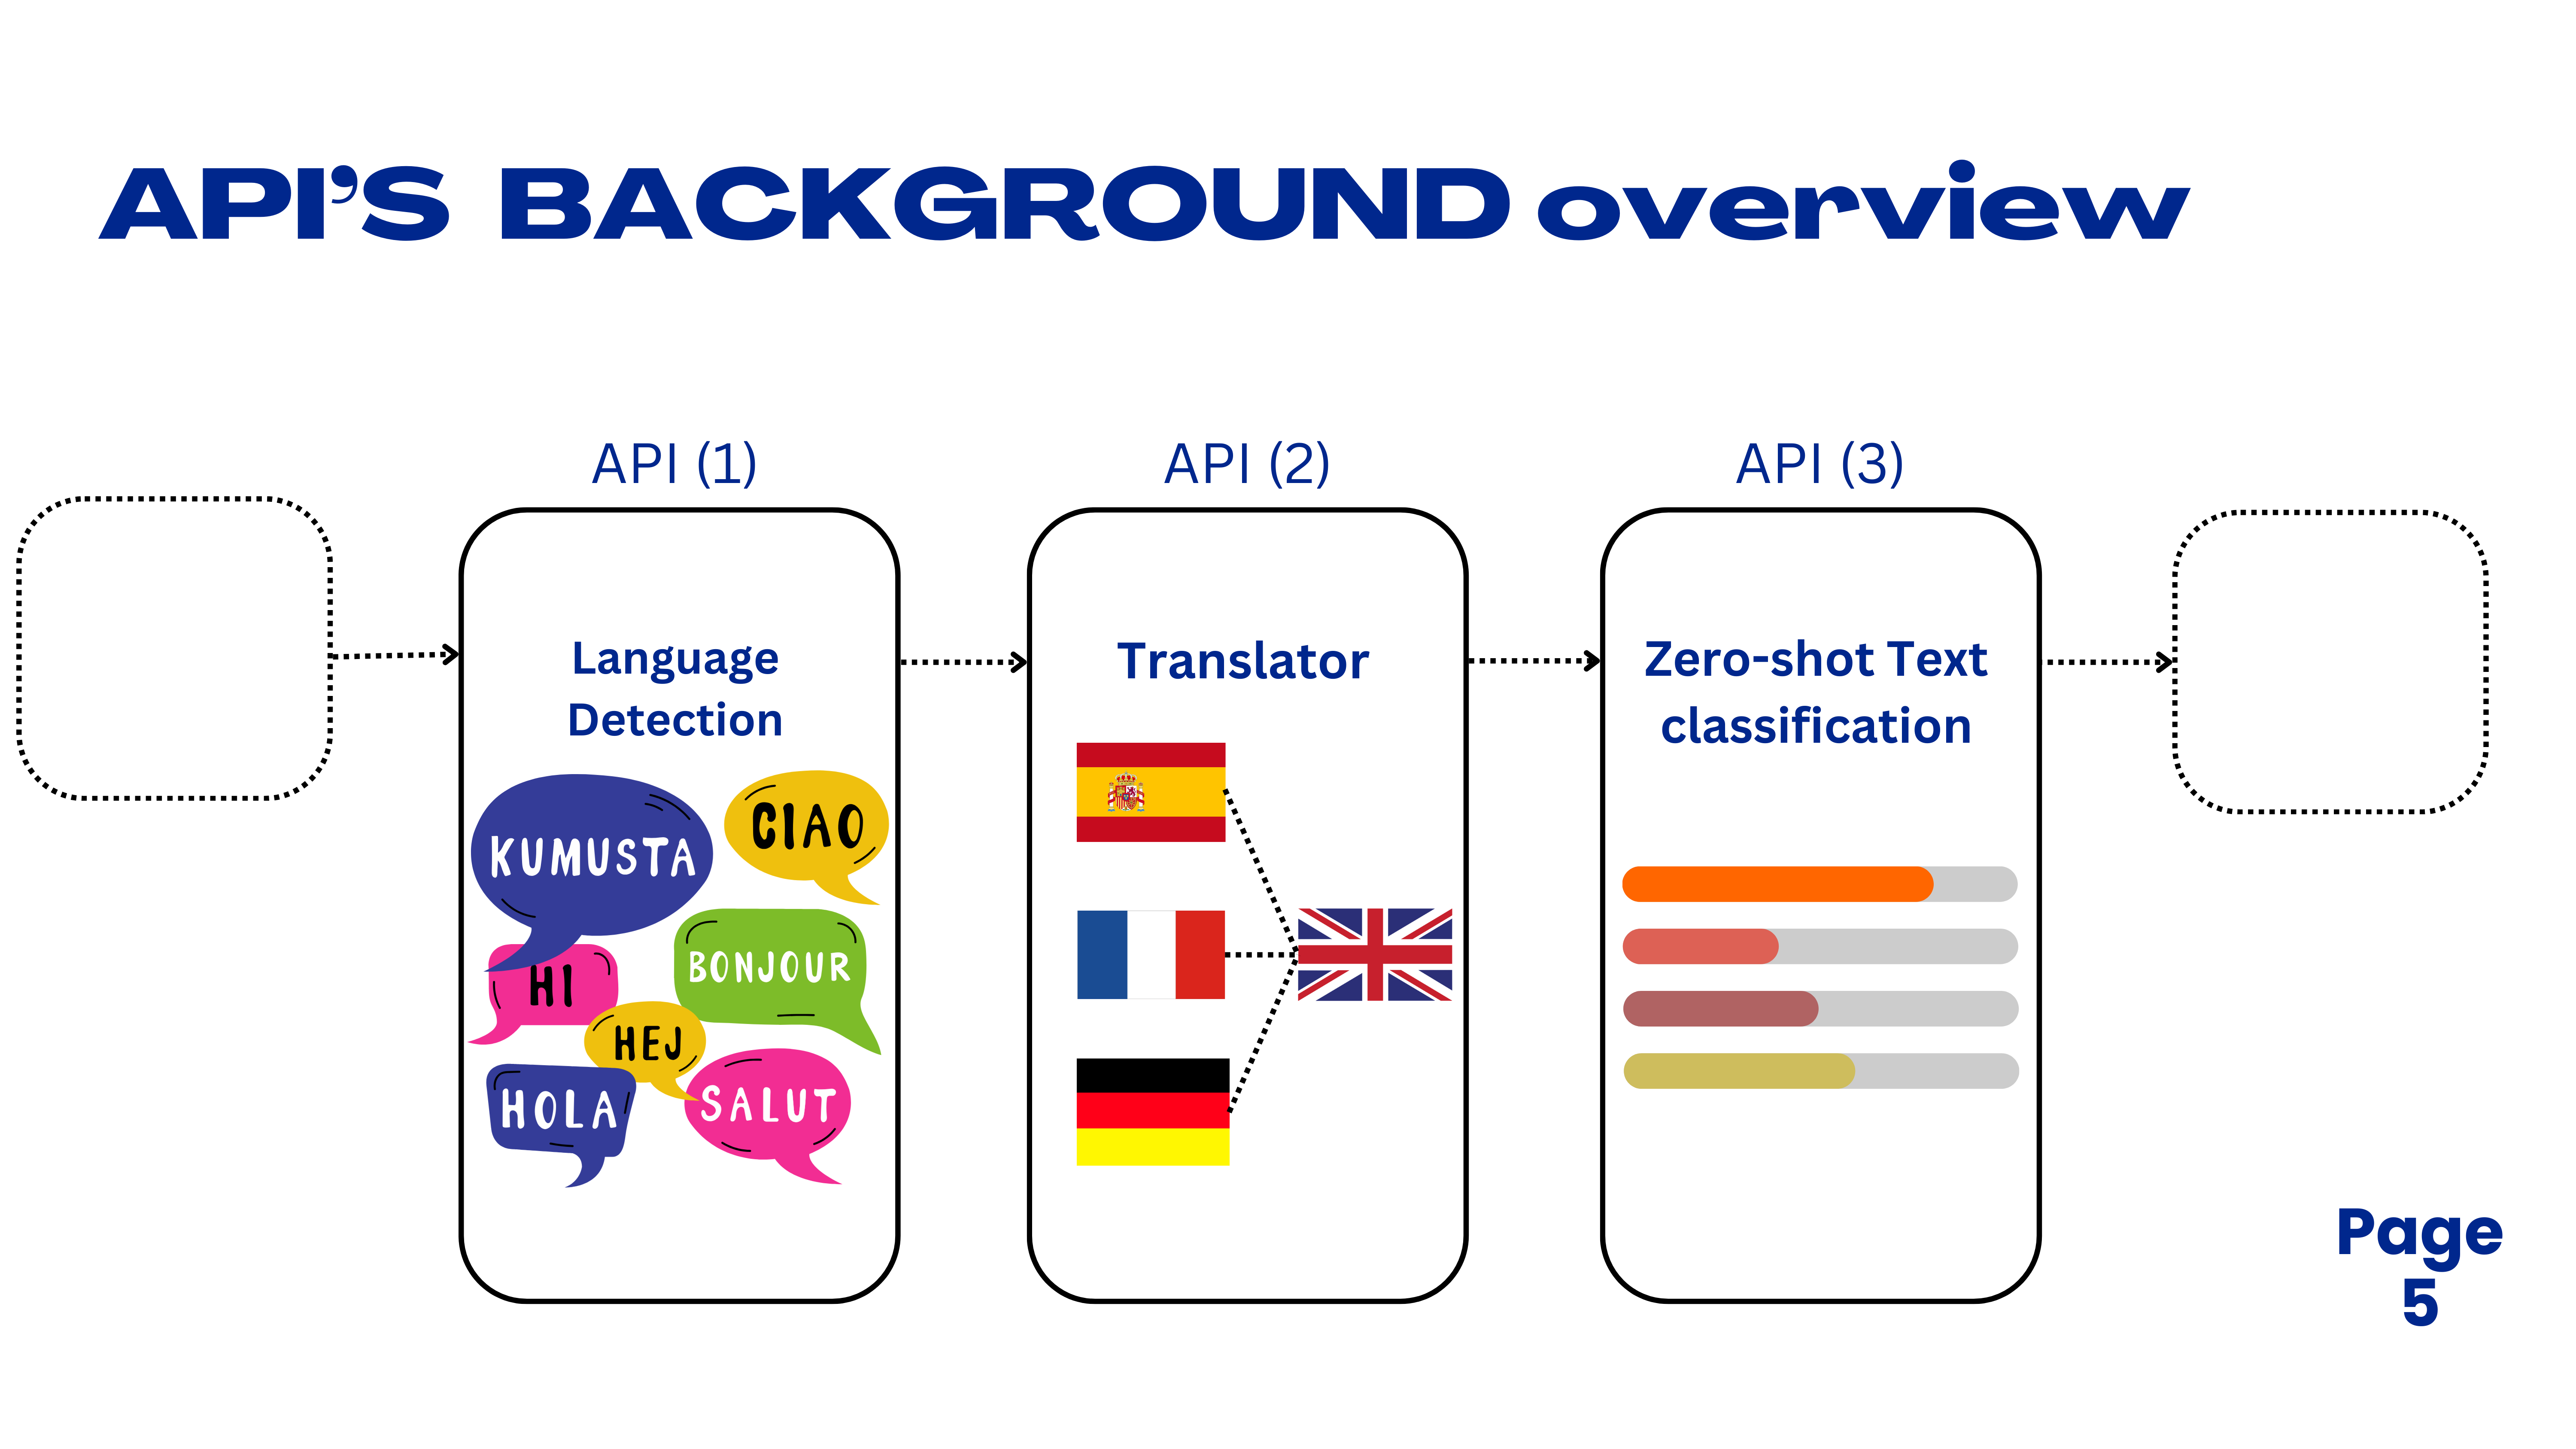 API’S BACKGROUND overview
API (1)
API (2)
API (3)
Language
Detection
KUMUSTA
CIAO
HI
BONJOUR
HEJ
HOLA
SALUT
Translator
Zero-shot Text
classification
Page
5